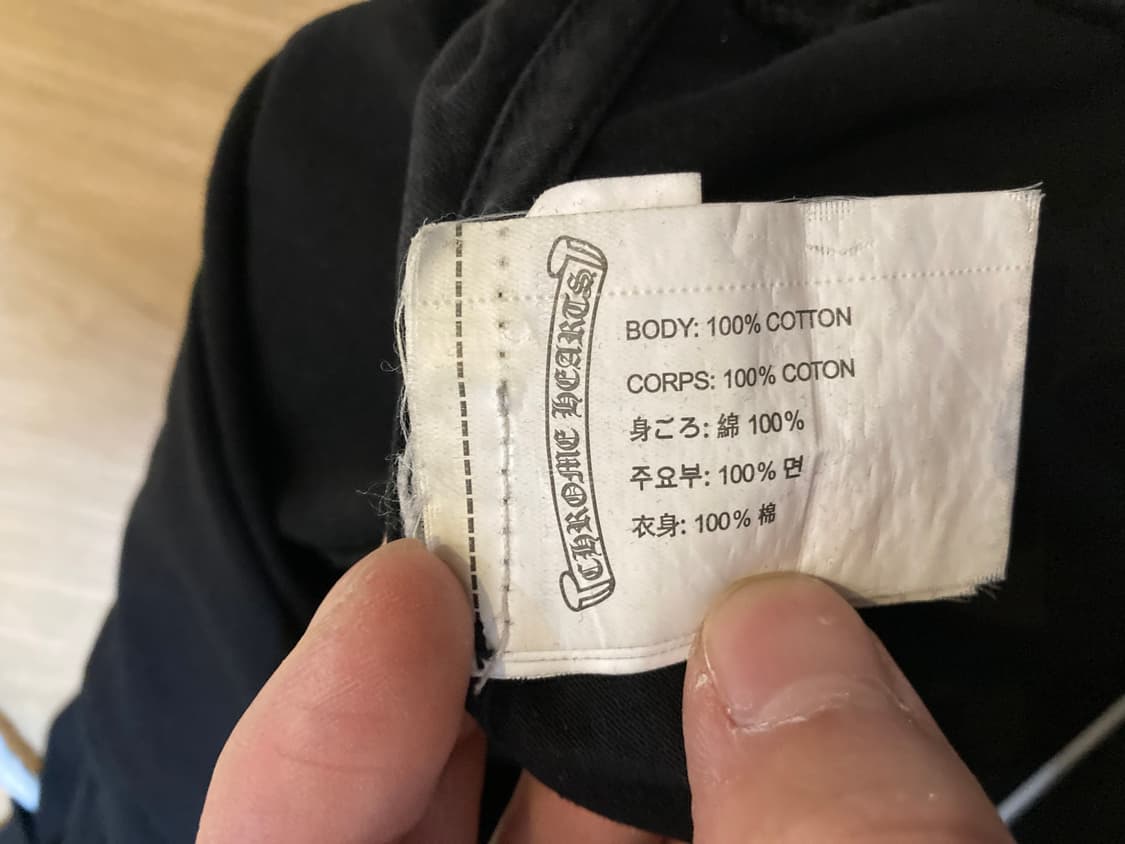 CHROME HEARTS
BODY: 100% COTTON
CORPS: 100% COTON
身ごろ: 綿 100%
주요부: 100% 면
衣身: 100% 棉